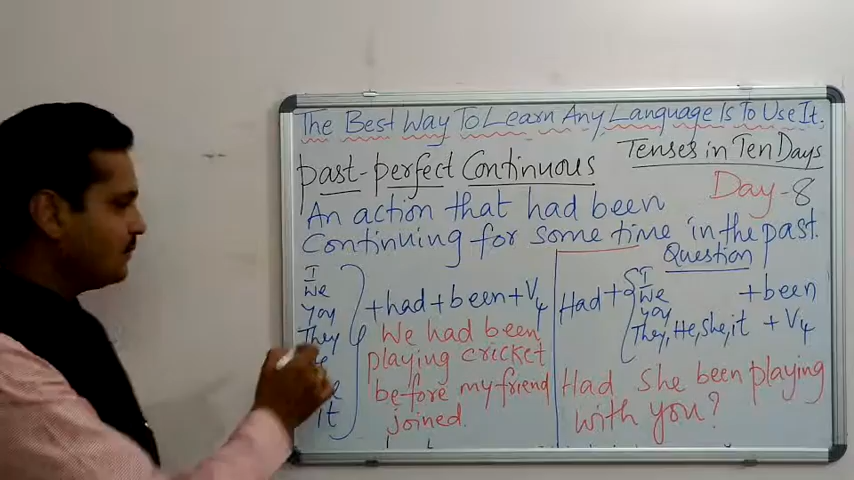 The Best Way To Learn Any Language Is To Use It.
past-perfect Continuous
Tenses in Ten Days
Day-8
An action that had been
Continuing for some time in the past.
I
We
You
They
It
+had+been+V4
We had been
playing cricket
before my friend
joined.
Question
Had+
I
We
you
They,He,She,it
+been
+V4
Had she been playing
with you?